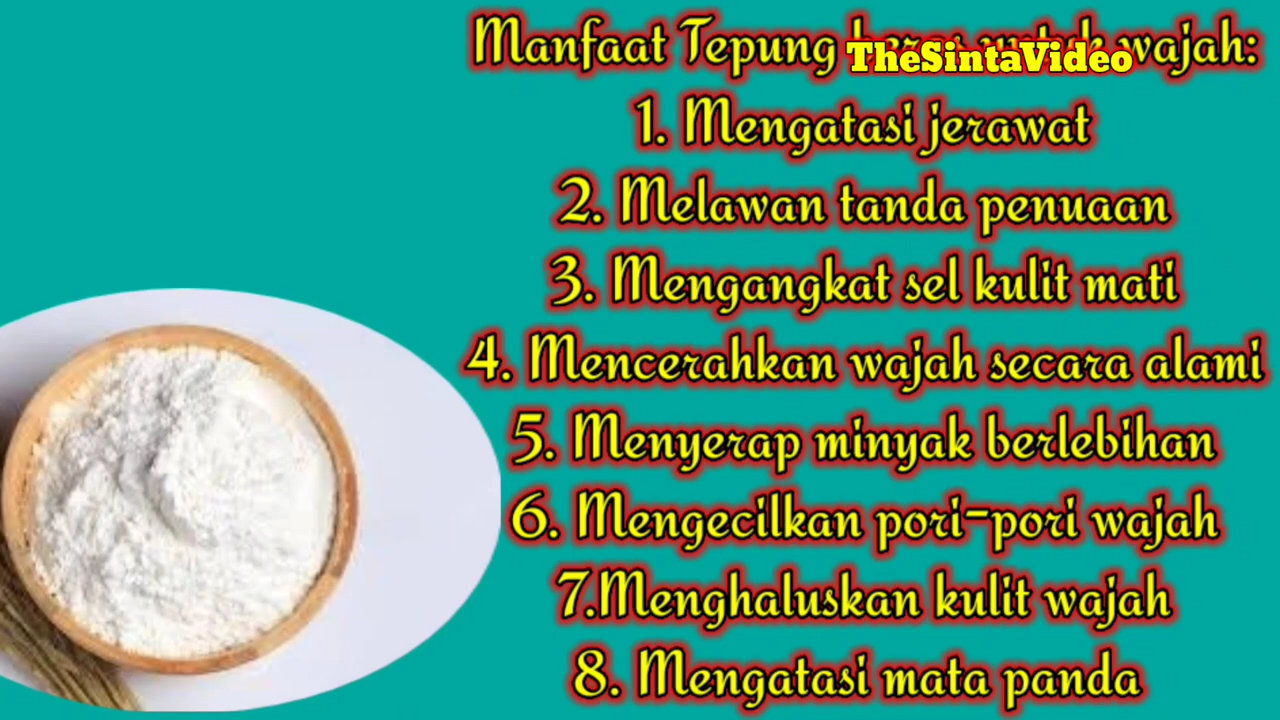 Manfaat Tepung beras untuk wajah:
TheSintaVideo
1. Mengatasi jerawat
2. Melawan tanda penuaan
3. Mengangkat sel kulit mati
4. Mencerahkan wajah secara alami
5. Menyerap minyak berlebihan
6. Mengecilkan pori-pori wajah
7.Menghaluskan kulit wajah
8. Mengatasi mata panda